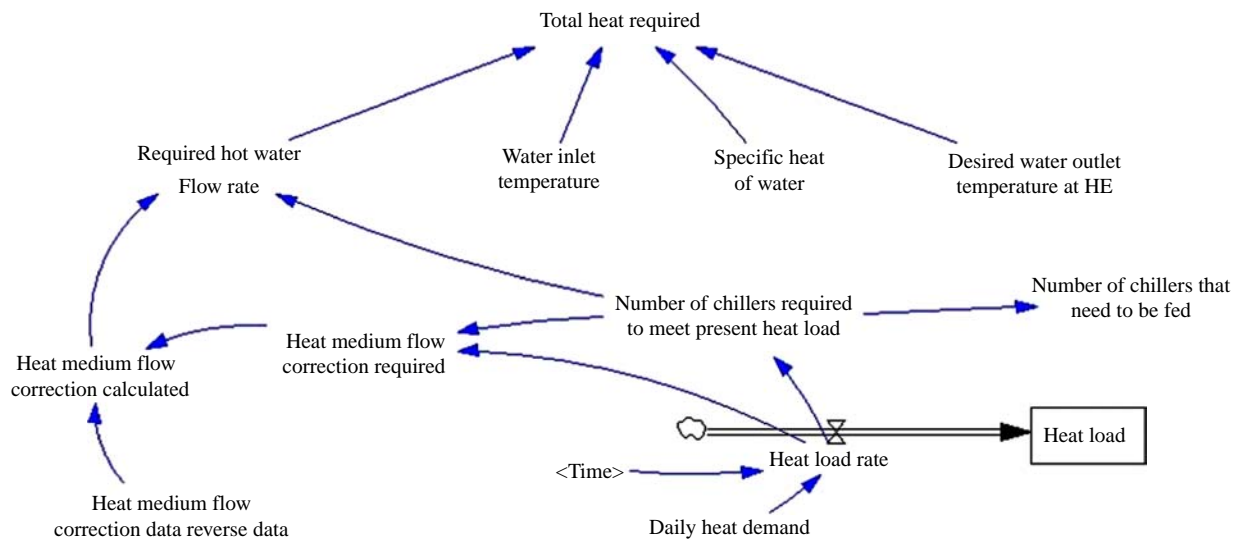 Total heat required
Required hot water
Flow rate
Water inlet
temperature
Specific heat
of water
Desired water outlet
temperature at HE
Number of chillers required
to meet present heat load
Number of chillers that
need to be fed
Heat medium flow
correction required
Heat medium flow
correction calculated
Heat load
Heat load rate
<Time>
Heat medium flow
correction data reverse data
Daily heat demand